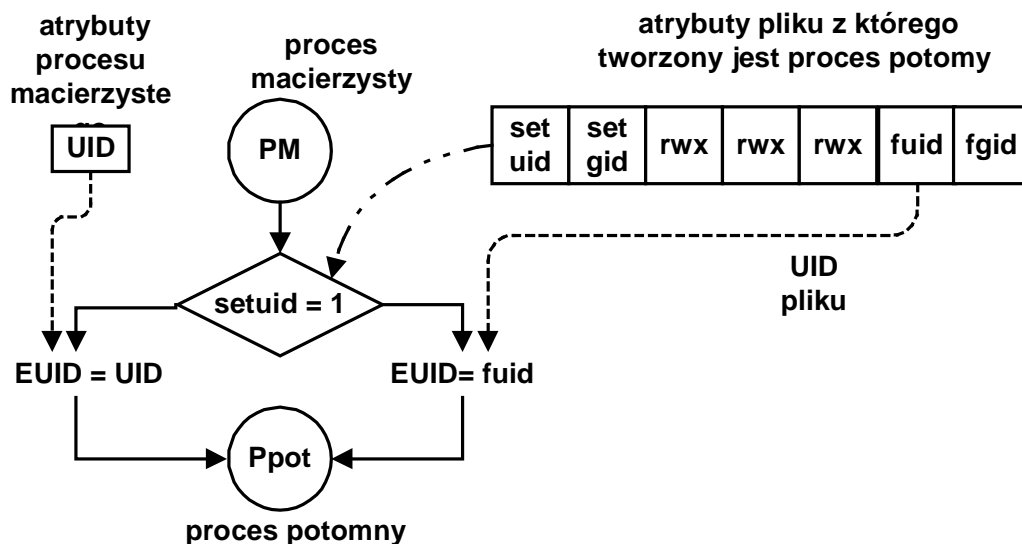 atrybuty
procesu
macierzyste
go
UID
proces
macierzysty
PM
atrybuty pliku z którego
tworzony jest proces potomy
set uid
set gid
rwx
rwx
rwx
fuid
fgid
UID
pliku
setuid = 1
EUID = UID
EUID= fuid
Ppot
proces potomny